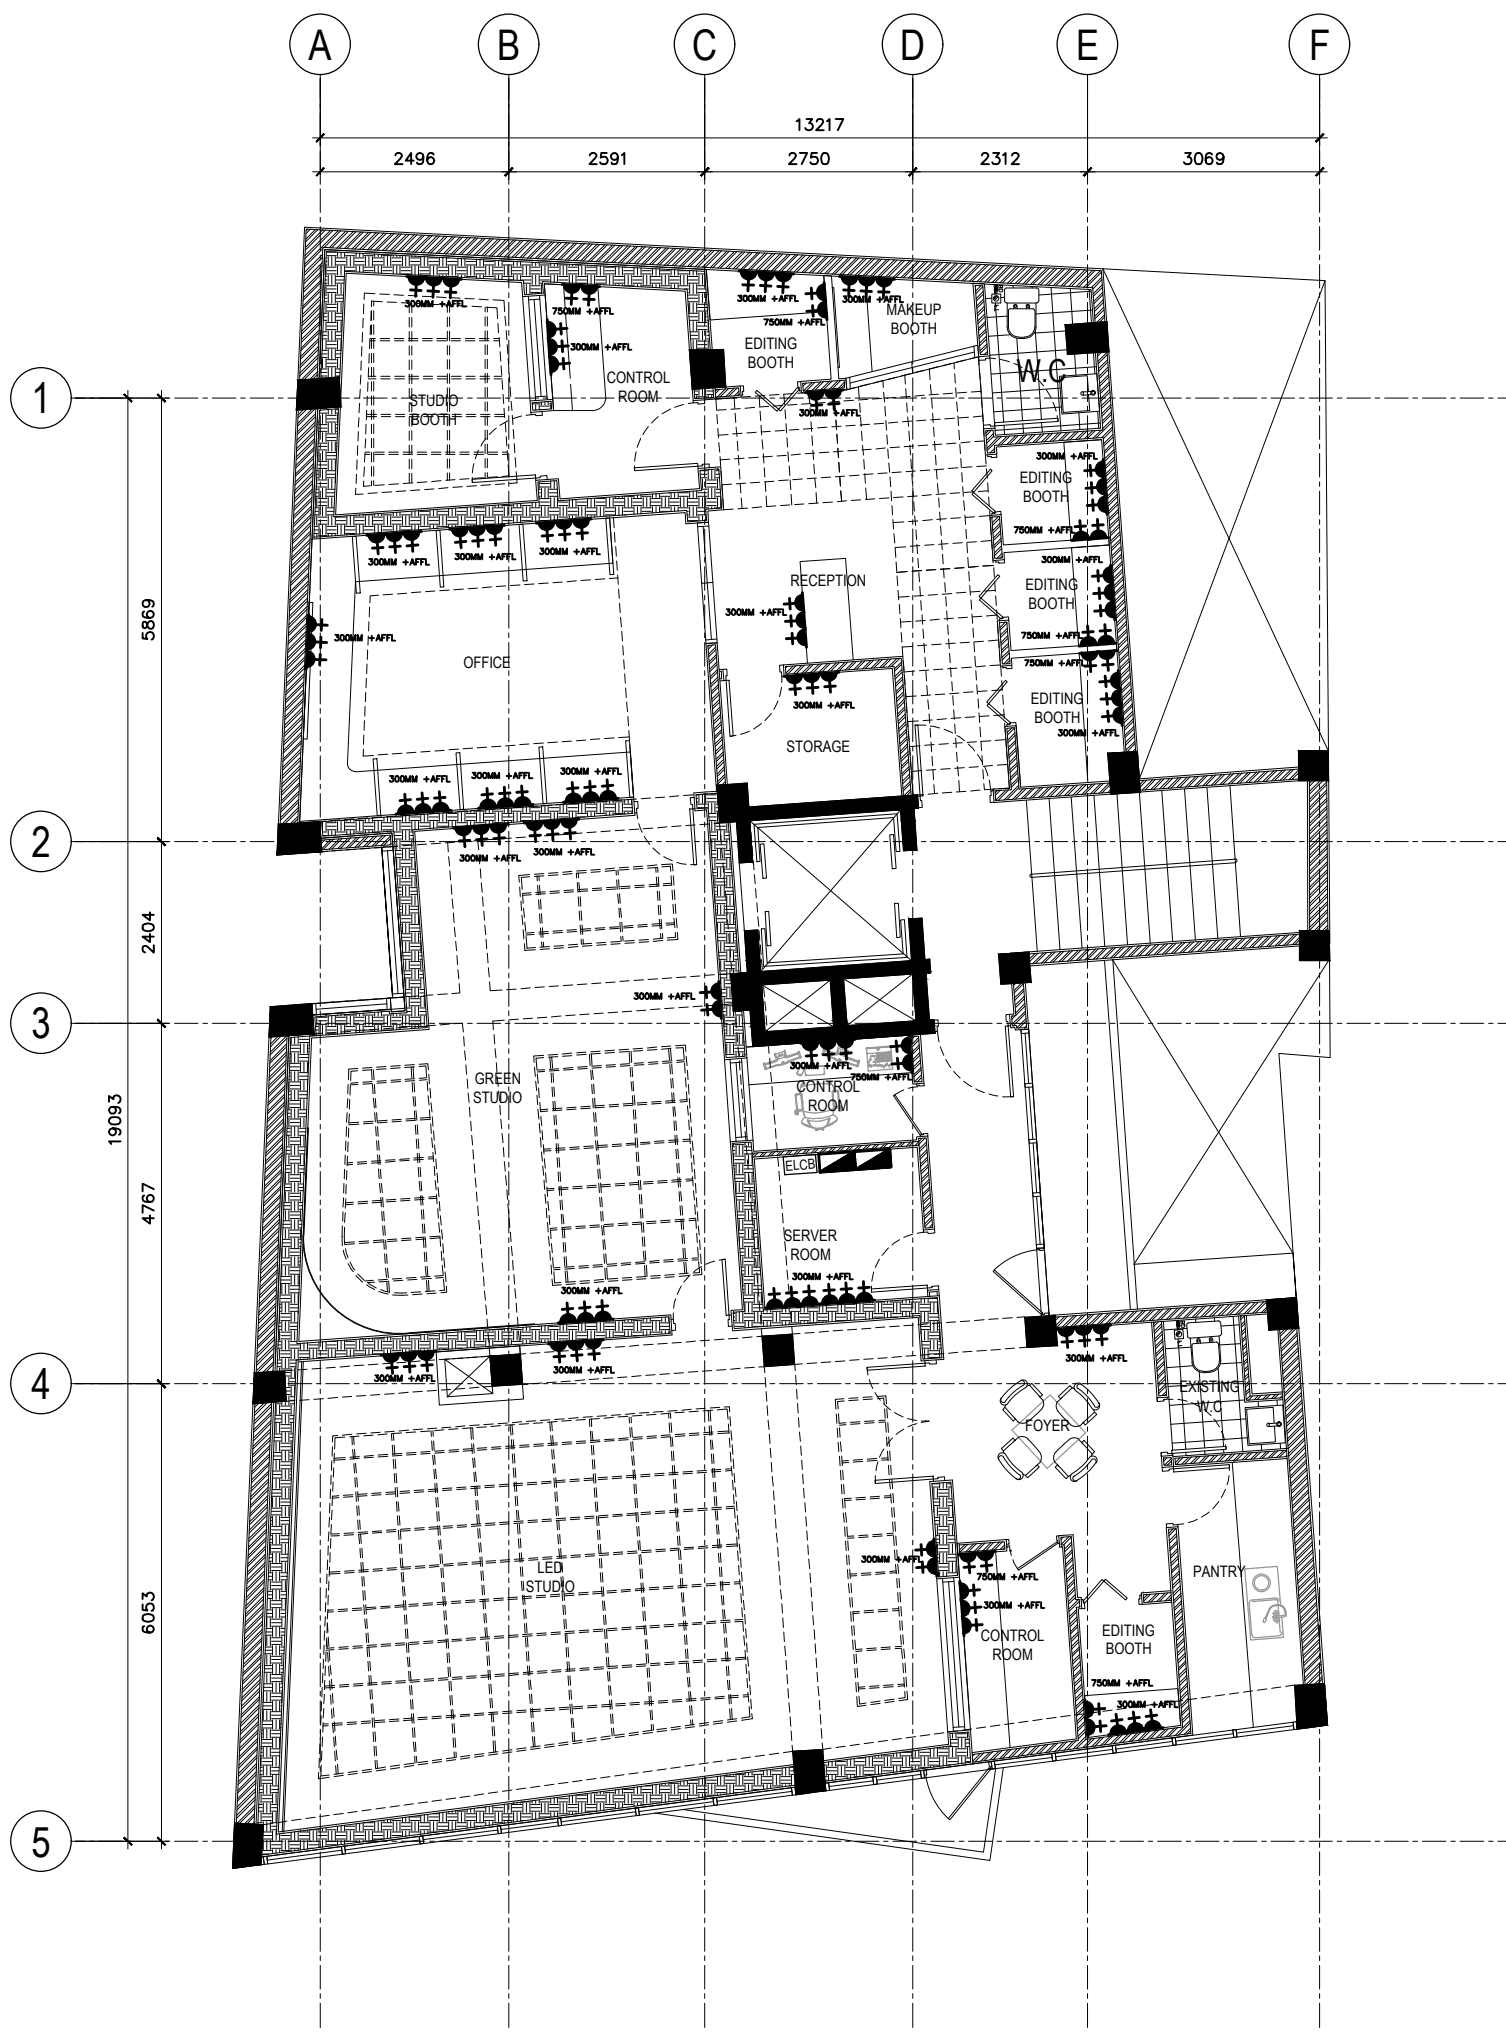 A B C D E F
13217
2496 2591 2750 2312 3069
300MM +AFFL
750MM +AFFL
300MM +AFFL
300MM +AFFL
750MM +AFFL
300MM +AFFL
MAKEUP
BOOTH
EDITING
BOOTH
CONTROL
ROOM
W.C
1
STUDIO
BOOTH
300MM +AFFL
300MM +AFFL
EDITING
BOOTH
750MM +AFFL
300MM +AFFL
300MM +AFFL
300MM +AFFL
300MM +AFFL
EDITING
BOOTH
RECEPTION
300MM +AFFL
5869
300MM +AFFL
750MM +AFFL
OFFICE
750MM +AFFL
300MM +AFFL
EDITING
BOOTH
300MM +AFFL
STORAGE
300MM +AFFL
300MM +AFFL
300MM +AFFL
2
300MM +AFFL
300MM +AFFL
2404
300MM +AFFL
3
300MM +AFFL
750MM +AFFL
GREEN
STUDIO
CONTROL
ROOM
19093
ELCB
4767
SERVER
ROOM
300MM +AFFL
300MM +AFFL
300MM +AFFL
300MM +AFFL
300MM +AFFL
4
EXISTING
W.C
FOYER
300MM +AFFL
750MM +AFFL
LED
STUDIO
PANTRY
300MM +AFFL
6053
CONTROL
ROOM
EDITING
BOOTH
750MM +AFFL
300MM +AFFL
5